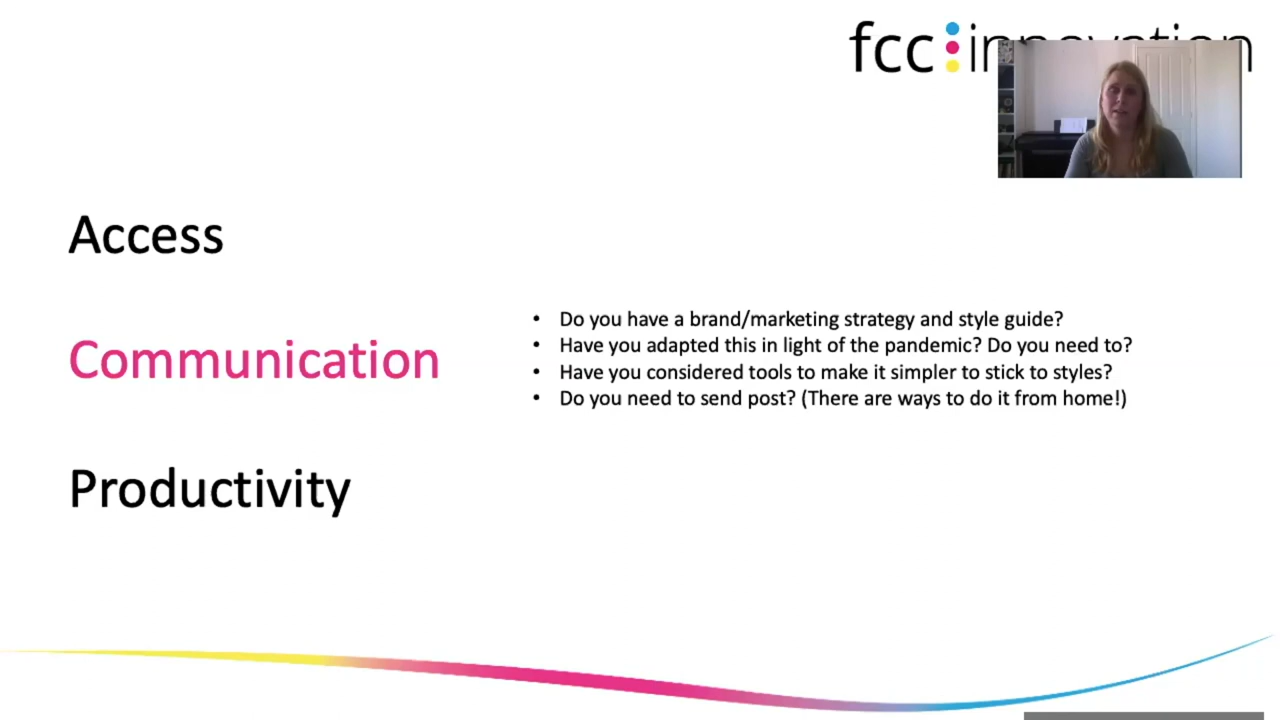 fcc innovation
Access
Communication
• Do you have a brand/marketing strategy and style guide?
• Have you adapted this in light of the pandemic? Do you need to?
• Have you considered tools to make it simpler to stick to styles?
• Do you need to send post? (There are ways to do it from home!)
Productivity